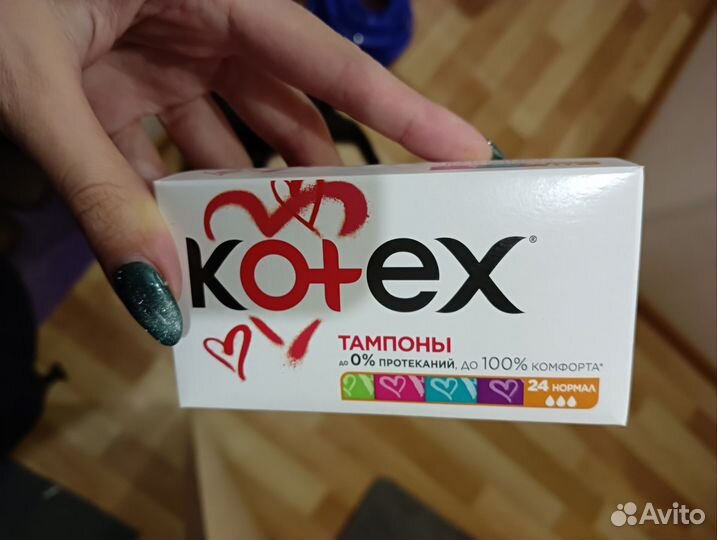 Kotex®
ТАМПОНЫ
ДО 0% ПРОТЕКАНИЙ, ДО 100% КОМФОРТА*
24 НОРМАЛ
Avito